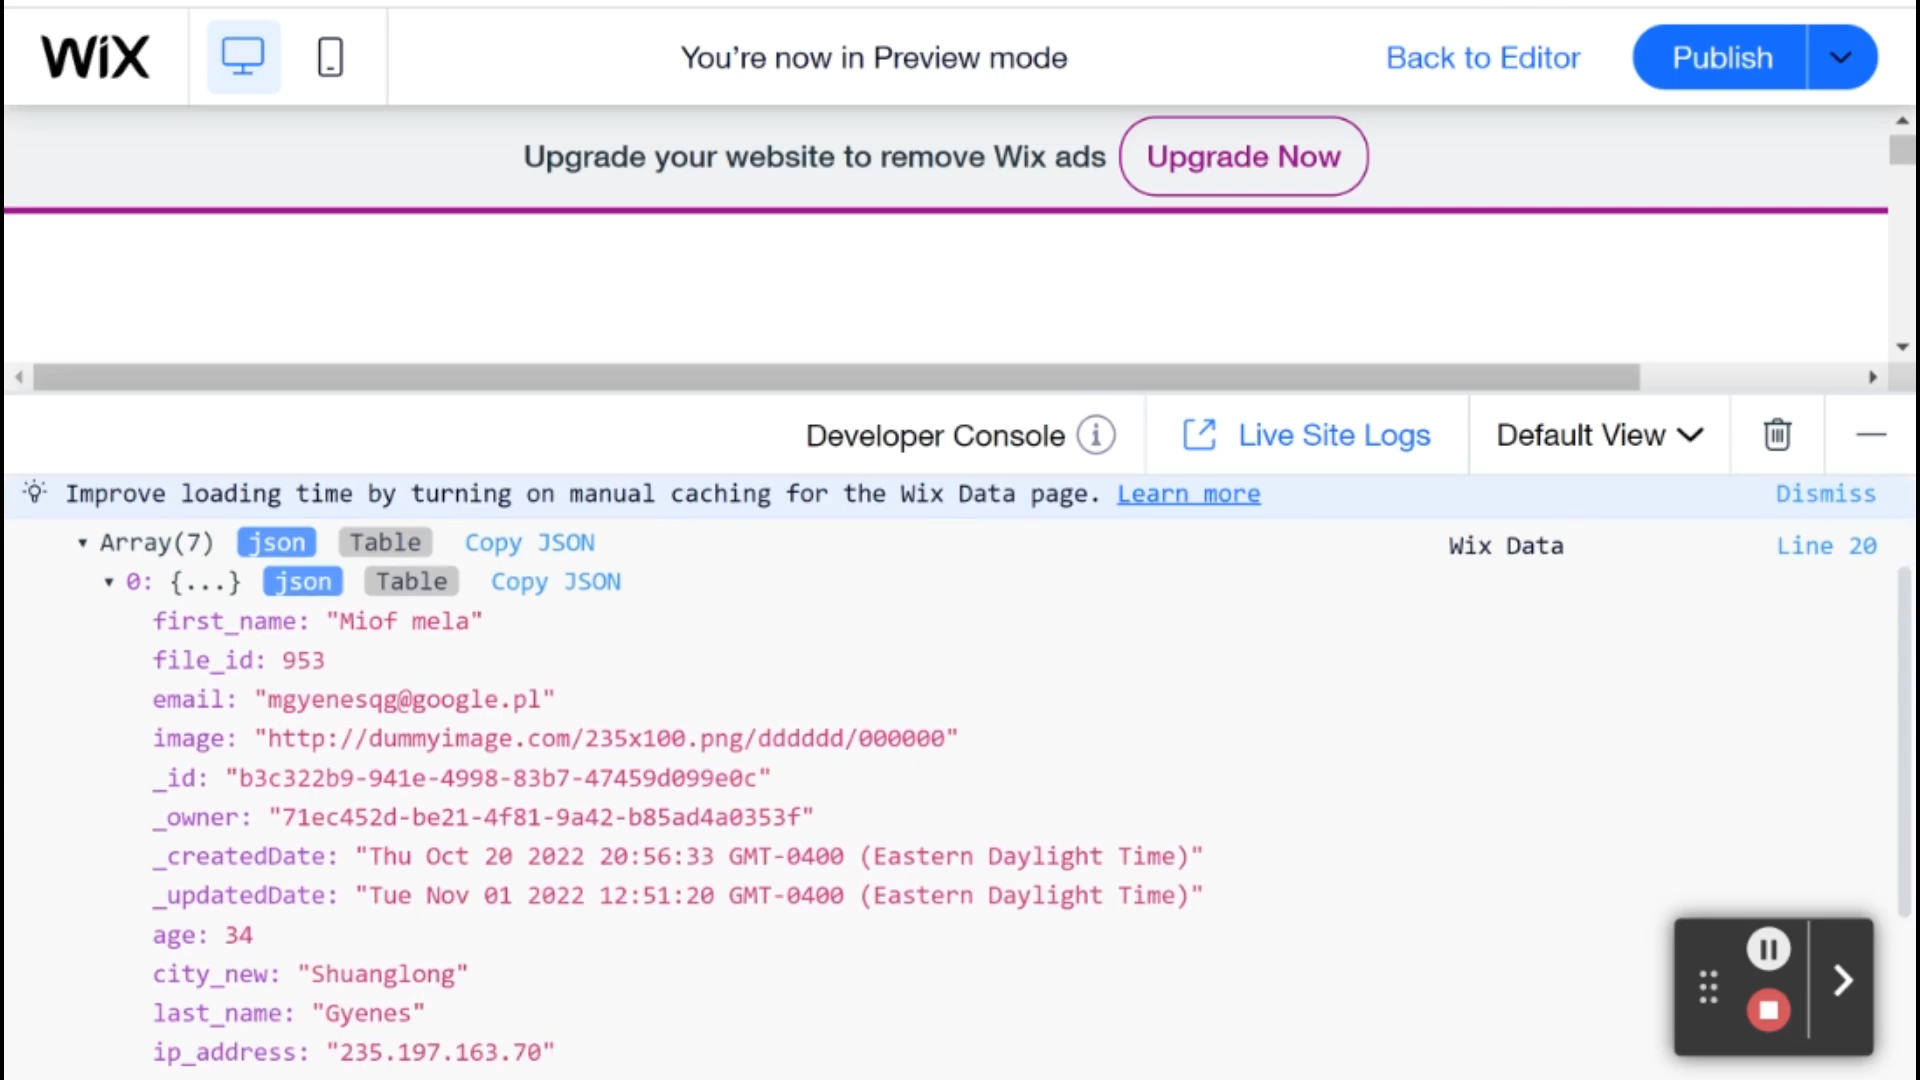 WiX
You're now in Preview mode
Back to Editor
Publish
Upgrade your website to remove Wix ads
Upgrade Now
Developer Console
Live Site Logs
Default View
Improve loading time by turning on manual caching for the Wix Data page. Learn more
Dismiss
Array(7) json Table Copy JSON
Wix Data
Line 20
0: {...} json Table Copy JSON
first_name: "Miof mela"
file_id: 953
email: "mgyenesqg@google.pl"
image: "http://dummyimage.com/235x100.png/dddddd/000000"
_id: "b3c322b9-941e-4998-83b7-47459d099e0c"
_owner: "71ec452d-be21-4f81-9a42-b85ad4a0353f"
_createdDate: "Thu Oct 20 2022 20:56:33 GMT-0400 (Eastern Daylight Time)"
_updatedDate: "Tue Nov 01 2022 12:51:20 GMT-0400 (Eastern Daylight Time)"
age: 34
city_new: "Shuanglong"
last_name: "Gyenes"
ip_address: "235.197.163.70"